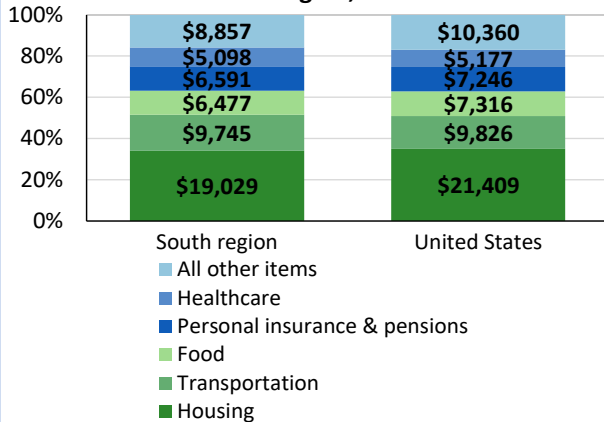 100%
80%
60%
40%
20%
0%
$8,857
$5,098
$6,591
$6,477
$9,745
$19,029
$10,360
$5,177
$7,246
$7,316
$9,826
$21,409
South region
United States
All other items
Healthcare
Personal insurance & pensions
Food
Transportation
Housing